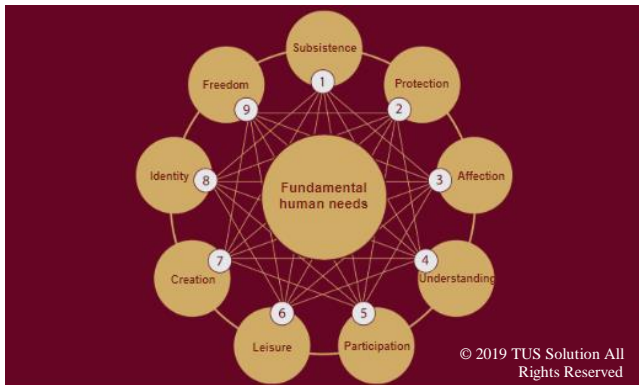 Subsistence
1
Protection
2
Affection
3
Understanding
4
Participation
5
Leisure
6
Creation
7
Identity
8
Freedom
9
Fundamental
human needs
© 2019 TUS Solution All
Rights Reserved